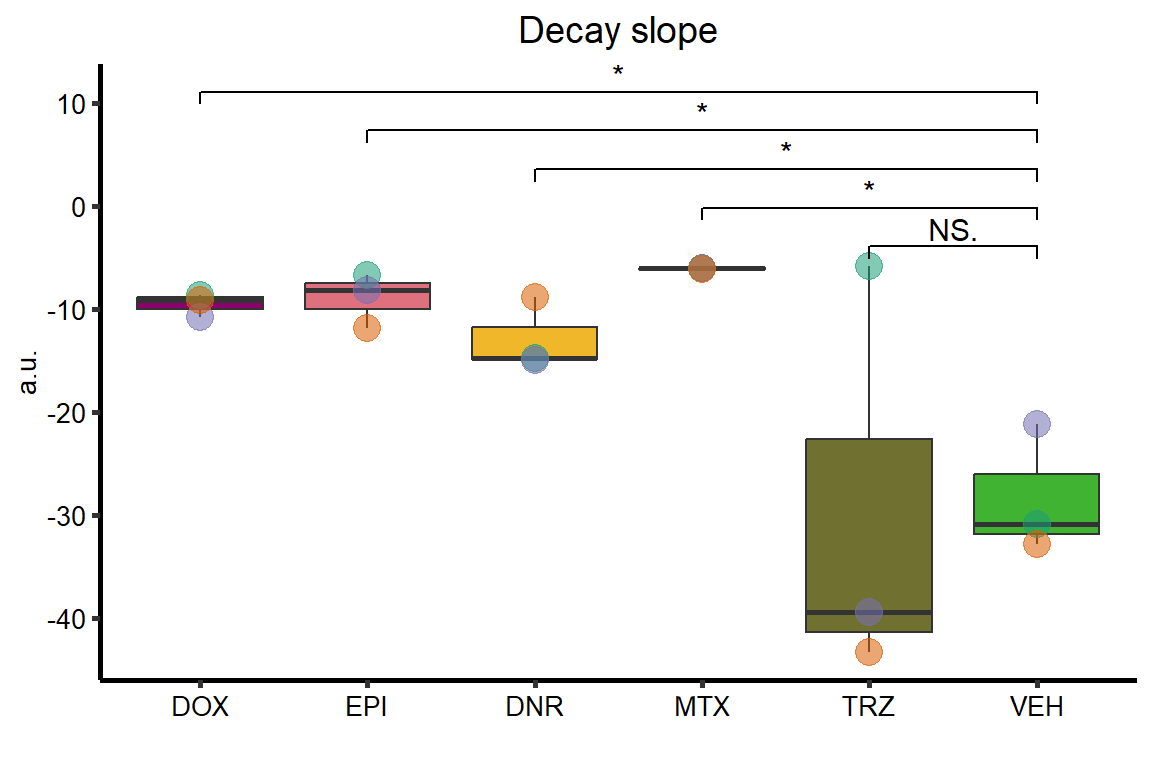 Decay slope
*
*
*
*
NS.
10
0
-10
-20
-30
-40
a.u.
DOX EPI DNR MTX TRZ VEH